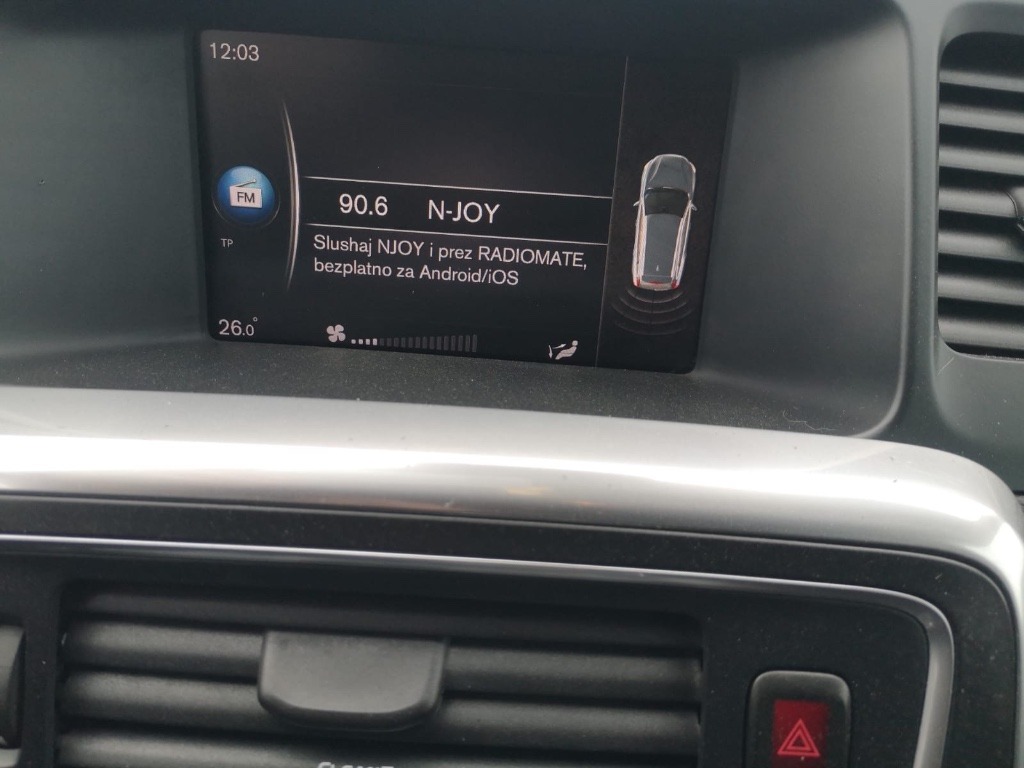 12:03
FM
90.6 N-JOY
TP
Slushaj NJOY i prez RADIOMATE,
bezplatno za Android/iOS
26.0°